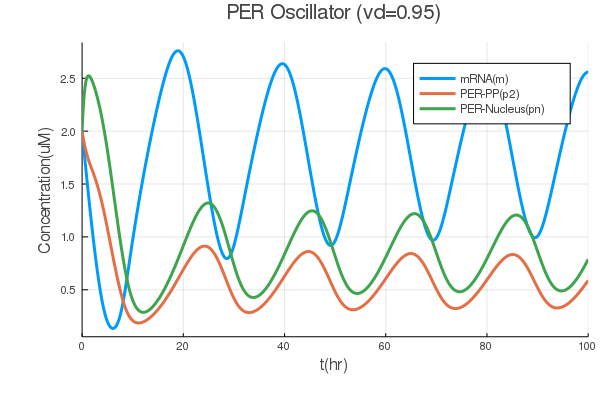 PER Oscillator (vd=0.95)
Concentration(uM)
2.5
2.0
1.5
1.0
0.5
mRNA(m)
PER-PP(p2)
PER-Nucleus(pn)
0 20 40 60 80 100
t(hr)